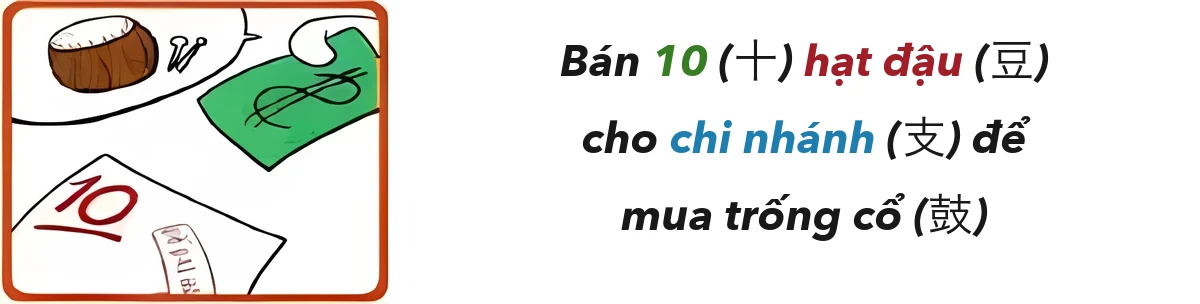 Bán 10 (十) hạt đậu (豆)
cho chi nhánh (支) để
mua trống cổ (鼓)
10